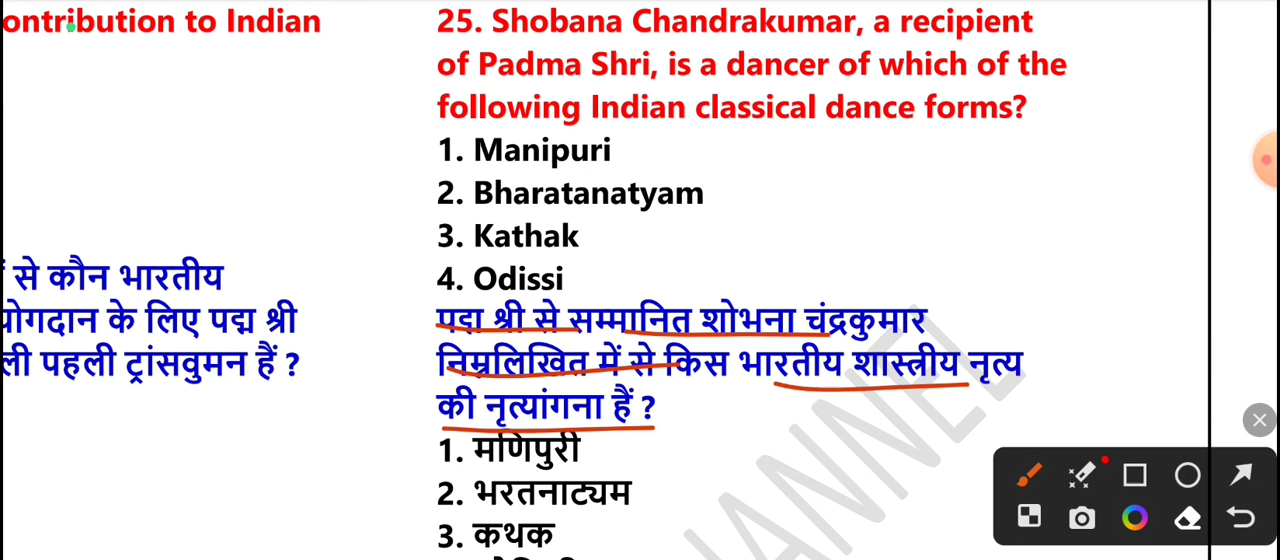 ontribution to Indian
से कौन भारतीय
योगदान के लिए पद्म श्री
ली पहली ट्रांसवुमन हैं ?
25. Shobana Chandrakumar, a recipient
of Padma Shri, is a dancer of which of the
following Indian classical dance forms?
1. Manipuri
2. Bharatanatyam
3. Kathak
4. Odissi
पद्म श्री से सम्मानित शोभना चंद्रकुमार
निम्नलिखित में से किस भारतीय शास्त्रीय नृत्य
की नृत्यांगना हैं ?
1. मणिपुरी
2. भरतनाट्यम
3. कथक
ANNEL